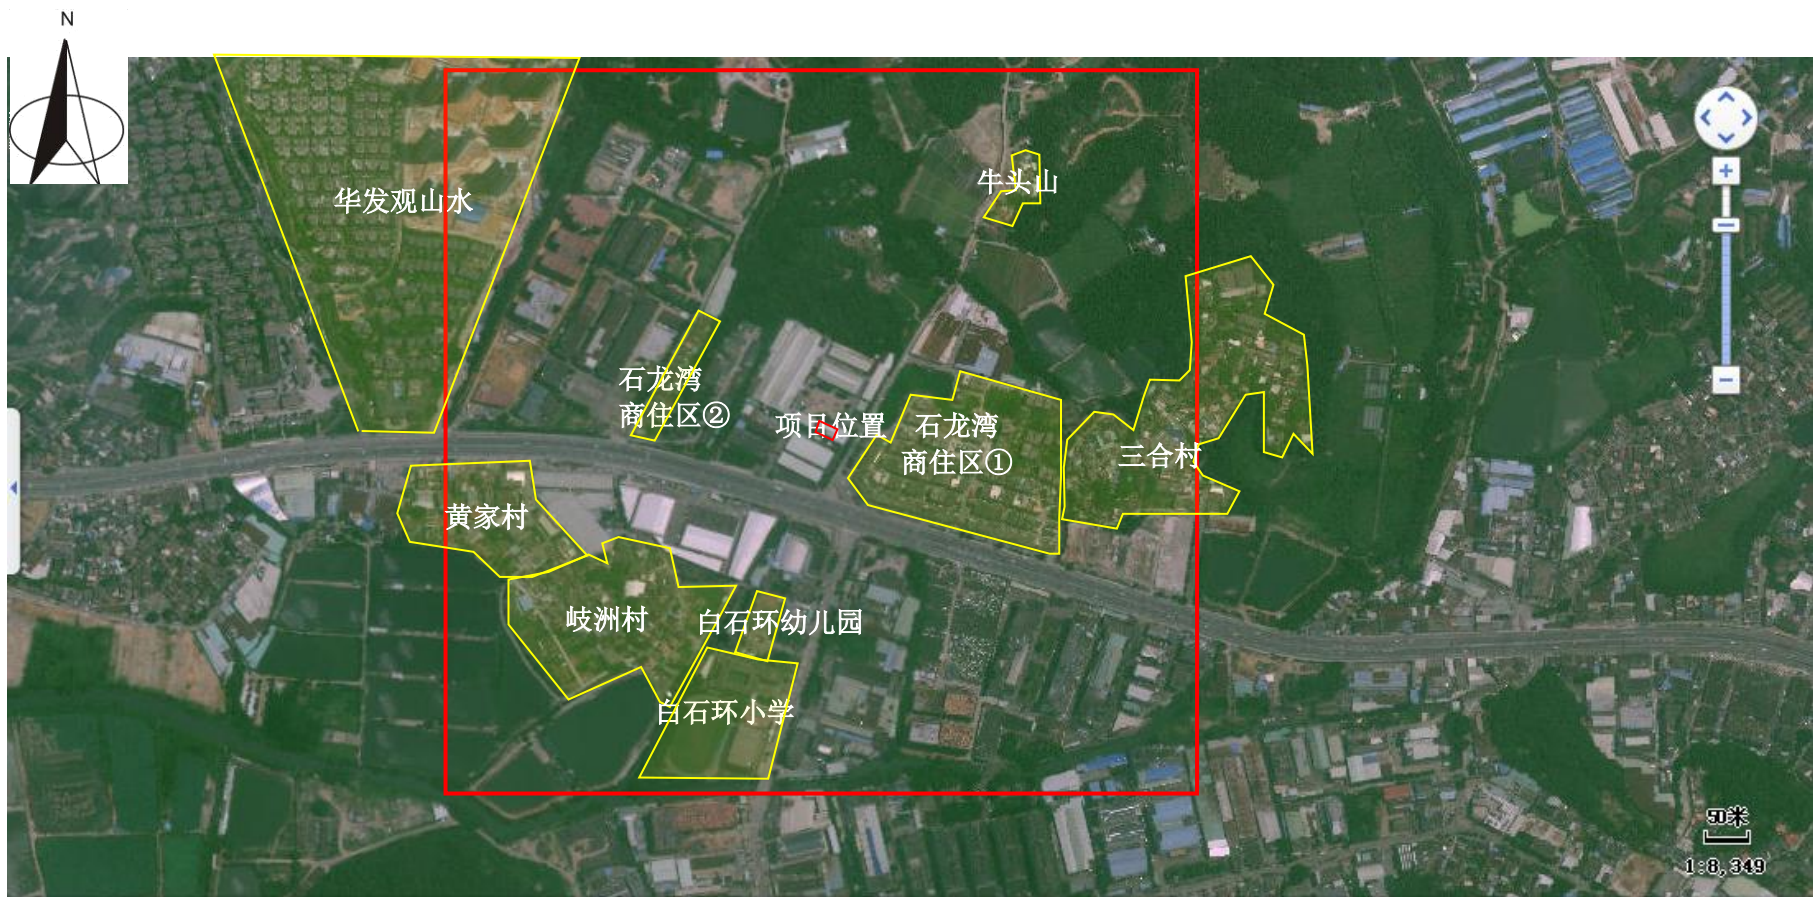 N
牛头山
华发观山水
石龙湾
商住区②
项目位置
石龙湾
商住区①
三合村
黄家村
岐洲村
白石环幼儿园
白石环小学
50米
1:8,349